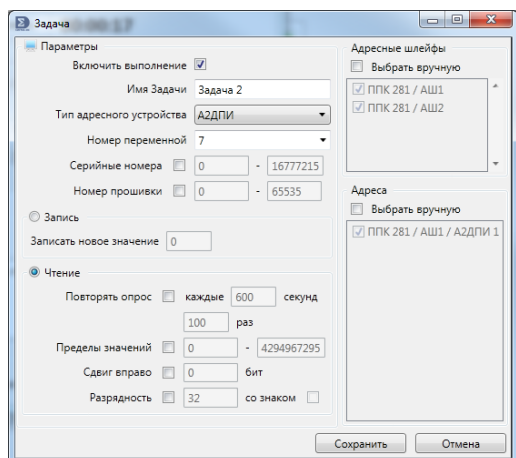 Задача
Параметры
Включить выполнение
Имя Задачи Задача 2
Тип адресного устройства А2ДПИ
Номер переменной 7
Серийные номера 0 - 16777215
Номер прошивки 0 - 65535
Запись
Записать новое значение 0
Чтение
Повторять опрос каждые 600 секунд
100 раз
Пределы значений 0 - 4294967295
Сдвиг вправо 0 бит
Разрядность 32 со знаком
Адресные шлейфы
Выбрать вручную
ППК 281 / АШ1
ППК 281 / АШ2
Адреса
Выбрать вручную
ППК 281 / АШ1 / А2ДПИ 1
Сохранить Отмена